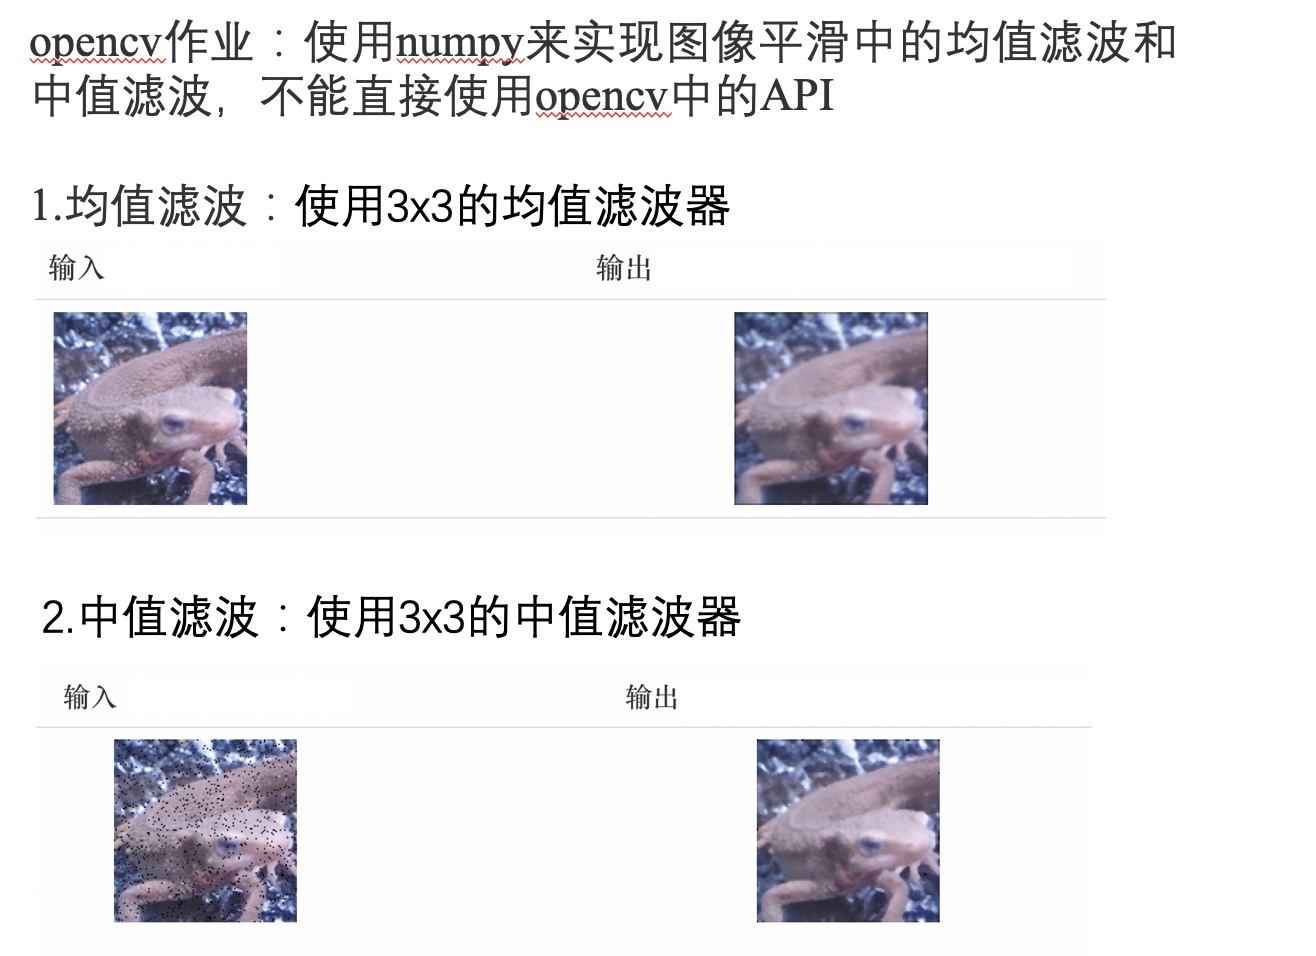 opencv作业：使用numpy来实现图像平滑中的均值滤波和
中值滤波，不能直接使用opencv中的API
1.均值滤波：使用3x3的均值滤波器
输入 输出
2.中值滤波：使用3x3的中值滤波器
输入 输出